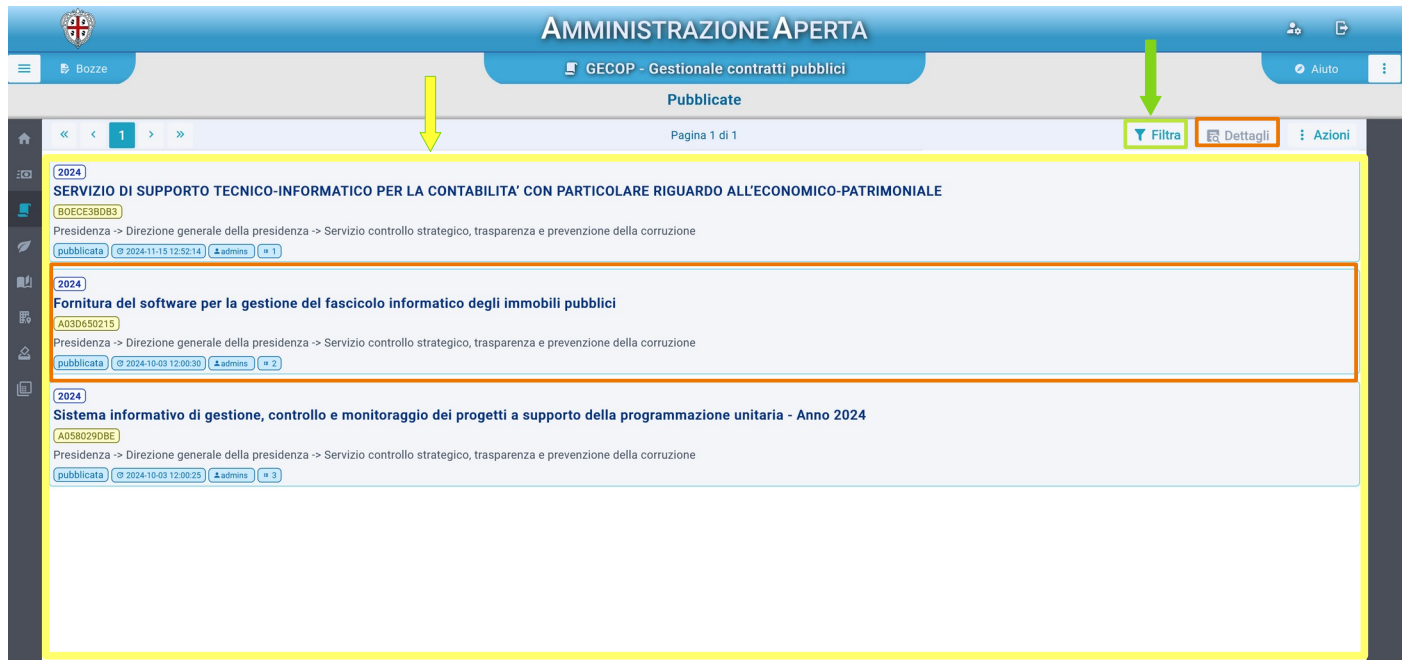 AMMINISTRAZIONE APERTA
Bozze
GECOP - Gestionale contratti pubblici
Aiuto
Pubblicate
« < 1 > »
Pagina 1 di 1
Filtra
Dettagli
Azioni
2024
SERVIZIO DI SUPPORTO TECNICO-INFORMATICO PER LA CONTABILITA’ CON PARTICOLARE RIGUARDO ALL’ECONOMICO-PATRIMONIALE
BOECE3BDB3
Presidenza -> Direzione generale della presidenza -> Servizio controllo strategico, trasparenza e prevenzione della corruzione
pubblicata 2024-11-15 12:52:14 admins 1
2024
Fornitura del software per la gestione del fascicolo informatico degli immobili pubblici
A03D650215
Presidenza -> Direzione generale della presidenza -> Servizio controllo strategico, trasparenza e prevenzione della corruzione
pubblicata 2024-10-03 12:00:30 admins 2
2024
Sistema informativo di gestione, controllo e monitoraggio dei progetti a supporto della programmazione unitaria - Anno 2024
A058029DBE
Presidenza -> Direzione generale della presidenza -> Servizio controllo strategico, trasparenza e prevenzione della corruzione
pubblicata 2024-10-03 12:00:25 admins 3